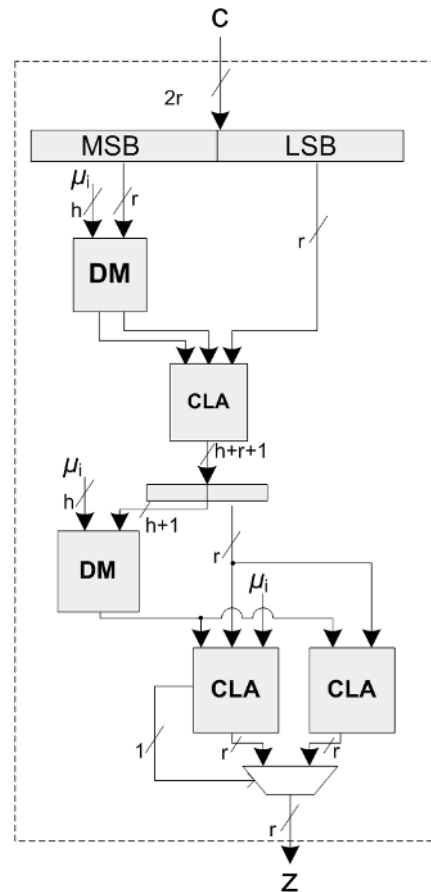 C
2r
MSB LSB
μi
h r r
DM
CLA
h+r+1
μi
h
h+1
DM
r
μi
CLA CLA
1
r r
r
Z